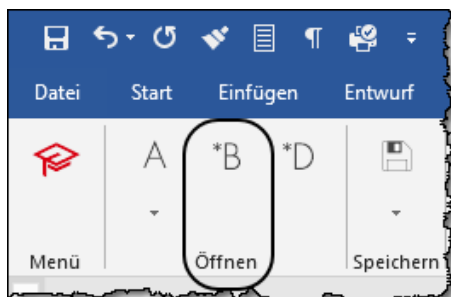 Datei Start Einfügen Entwurf
A *B *D
Menü Öffnen Speichern